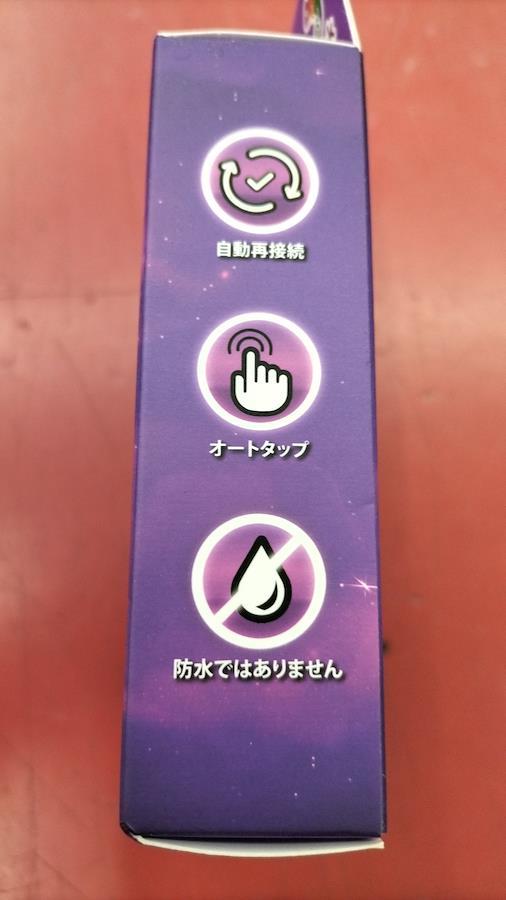 自動再接続
オートタップ
防水ではありません